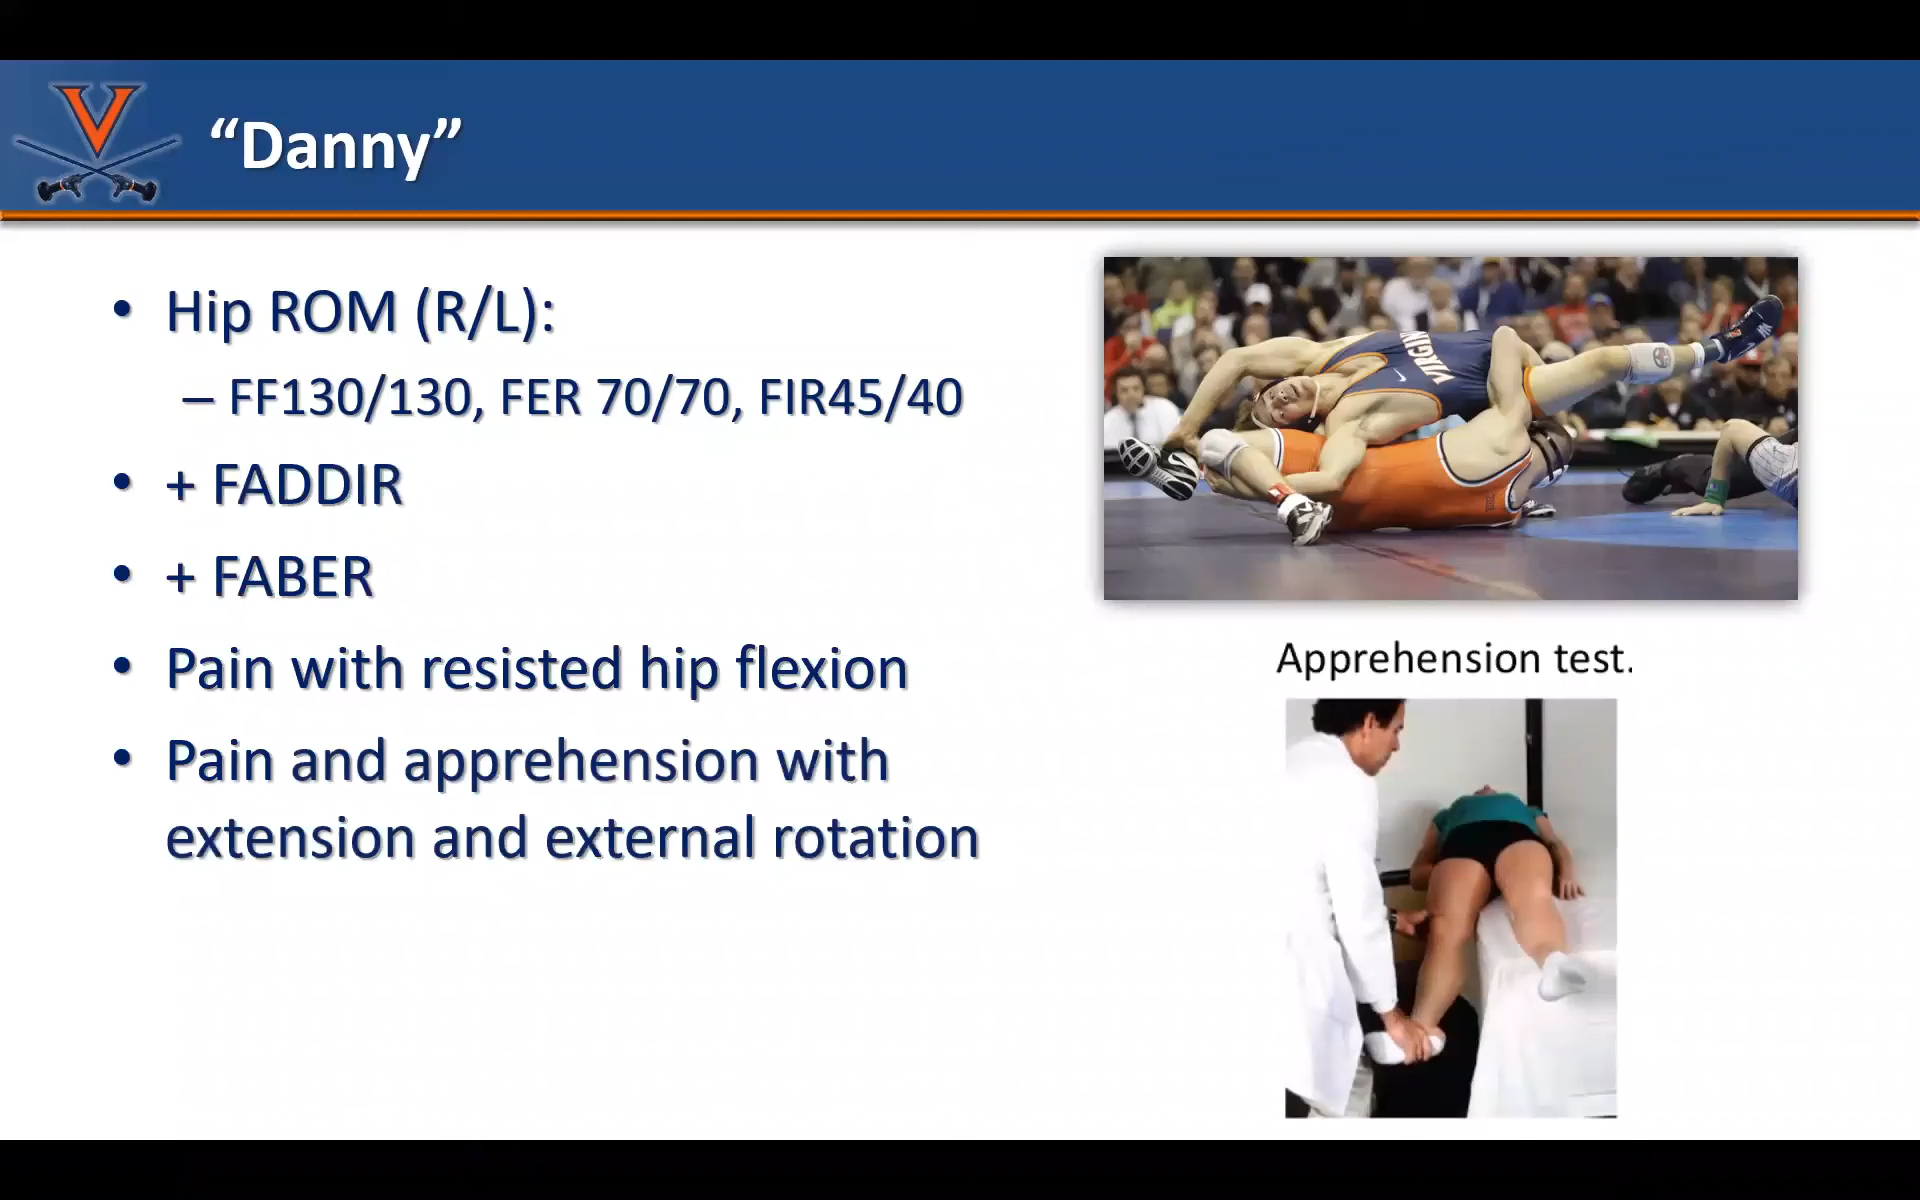 “Danny”
• Hip ROM (R/L):
– FF130/130, FER 70/70, FIR45/40
• + FADDIR
• + FABER
• Pain with resisted hip flexion
• Pain and apprehension with
extension and external rotation
VIRGIN
Apprehension test.